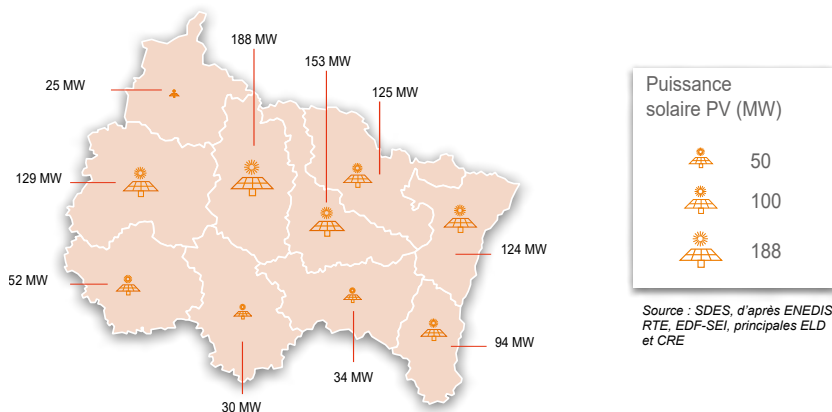 188 MW
153 MW
25 MW
125 MW
129 MW
124 MW
52 MW
94 MW
34 MW
30 MW
Puissance
solaire PV (MW)
50
100
188
Source : SDES, d'après ENEDIS
RTE, EDF-SEI, principales ELD
et CRE